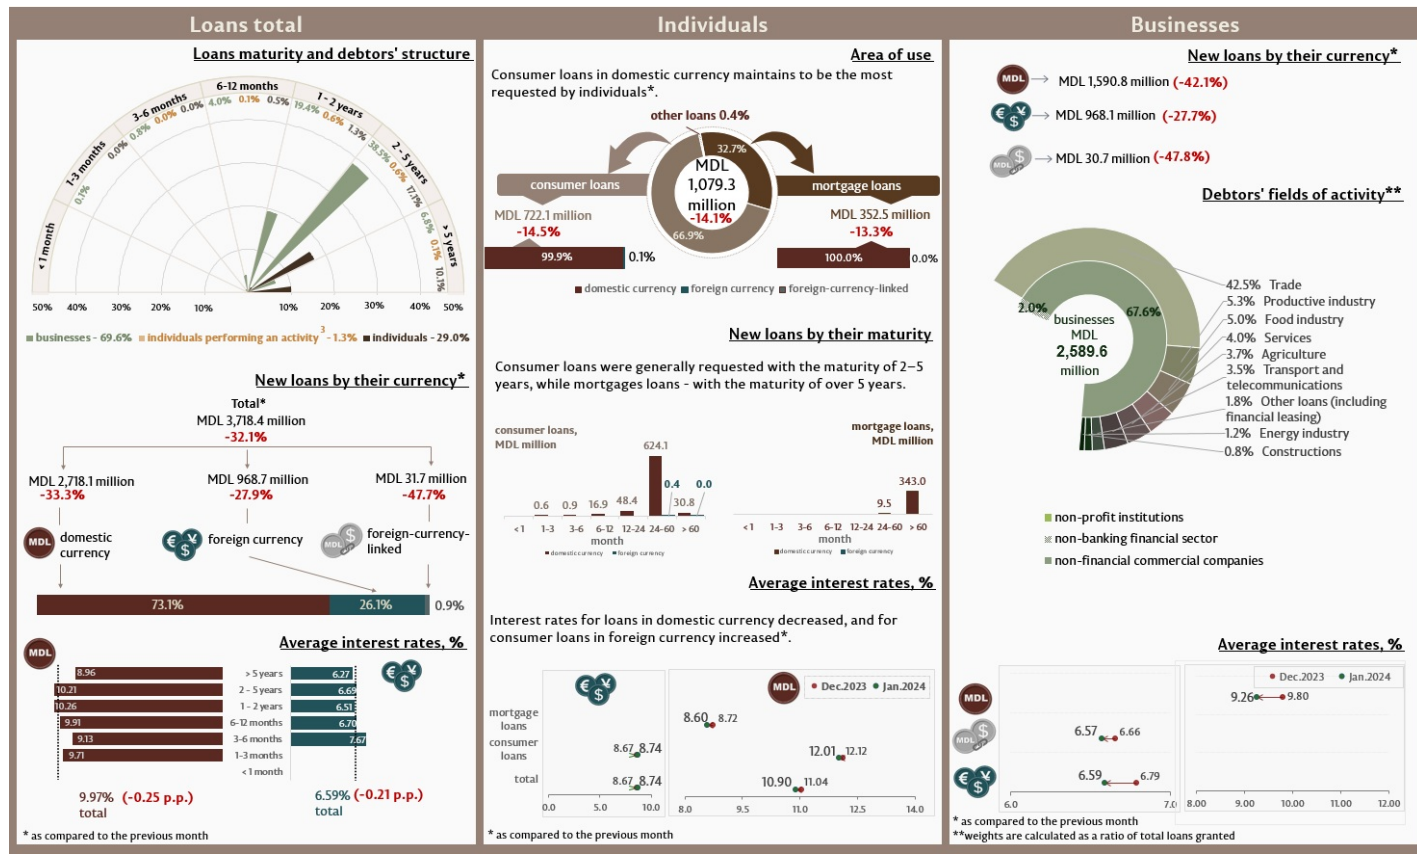 Loans total
Loans maturity and debtors' structure
< 1 month
1-3 months
3-6 months
6-12 months
1 - 2 years
2 - 5 years
> 5 years
0.1%
0.0%
0.8%
0.0%
0.0%
4.0%
0.1%
0.5%
19.4%
0.6%
1.3%
38.5%
0.6%
17.1%
6.8%
0.1%
10.1%
50% 40% 30% 20% 10% 10% 20% 30% 40% 50%
businesses - 69.6% individuals performing an activity 3 - 1.3% individuals - 29.0%
New loans by their currency*
Total*
MDL 3,718.4 million
-32.1%
MDL 2,718.1 million
-33.3%
MDL 968.7 million
-27.9%
MDL 31.7 million
-47.7%
MDL domestic
currency
€ ¥ $ foreign currency
MDL $ foreign-currency-
linked
73.1% 26.1% 0.9%
Average interest rates, %
MDL
€ ¥ $
8.96 > 5 years 6.27
10.21 2 - 5 years 6.69
10.26 1 - 2 years 6.51
9.91 6-12 months 6.70
9.13 3-6 months 7.67
9.71 1-3 months
< 1 month
9.97% (-0.25 p.p.)
total
6.59% (-0.21 p.p.)
total
* as compared to the previous month
Individuals
Area of use
Consumer loans in domestic currency maintains to be the most
requested by individuals*.
other loans 0.4%
32.7%
66.9%
MDL
1,079.3
million
-14.1%
consumer loans
MDL 722.1 million
-14.5%
99.9% 0.1%
mortgage loans
MDL 352.5 million
-13.3%
100.0% 0.0%
domestic currency foreign currency foreign-currency-linked
New loans by their maturity
Consumer loans were generally requested with the maturity of 2–5
years, while mortgages loans - with the maturity of over 5 years.
consumer loans,
MDL million
0.6 0.9 16.9 48.4 624.1 0.4 30.8 0.0
< 1 1-3 3-6 6-12 12-24 24-60 > 60
month
domestic currency foreign currency
mortgage loans,
MDL million
9.5 343.0
< 1 1-3 3-6 6-12 12-24 24-60 > 60
month
domestic currency foreign currency
Average interest rates, %
Interest rates for loans in domestic currency decreased, and for
consumer loans in foreign currency increased*.
€ ¥ $
MDL
Dec.2023 Jan.2024
mortgage
loans
8.60 8.72
consumer
loans
8.67 8.74
12.01 12.12
total
8.67 8.74
10.90 11.04
0.0 5.0 10.0
8.0 9.5 11.0 12.5 14.0
* as compared to the previous month
Businesses
New loans by their currency*
MDL MDL 1,590.8 million (-42.1%)
€ ¥ $ MDL 968.1 million (-27.7%)
MDL $ MDL 30.7 million (-47.8%)
Debtors' fields of activity**
2.0%
67.6%
businesses
MDL
2,589.6
million
42.5% Trade
5.3% Productive industry
5.0% Food industry
4.0% Services
3.7% Agriculture
3.5% Transport and
telecommunications
1.8% Other loans (including
financial leasing)
1.2% Energy industry
0.8% Constructions
non-profit institutions
non-banking financial sector
non-financial commercial companies
Average interest rates, %
Dec.2023 Jan.2024
MDL
9.26 9.80
MDL $
6.57 6.66
€ ¥ $
6.59 6.79
6.0 7.0
8.00 9.00 10.00 11.00 12.00
* as compared to the previous month
**weights are calculated as a ratio of total loans granted